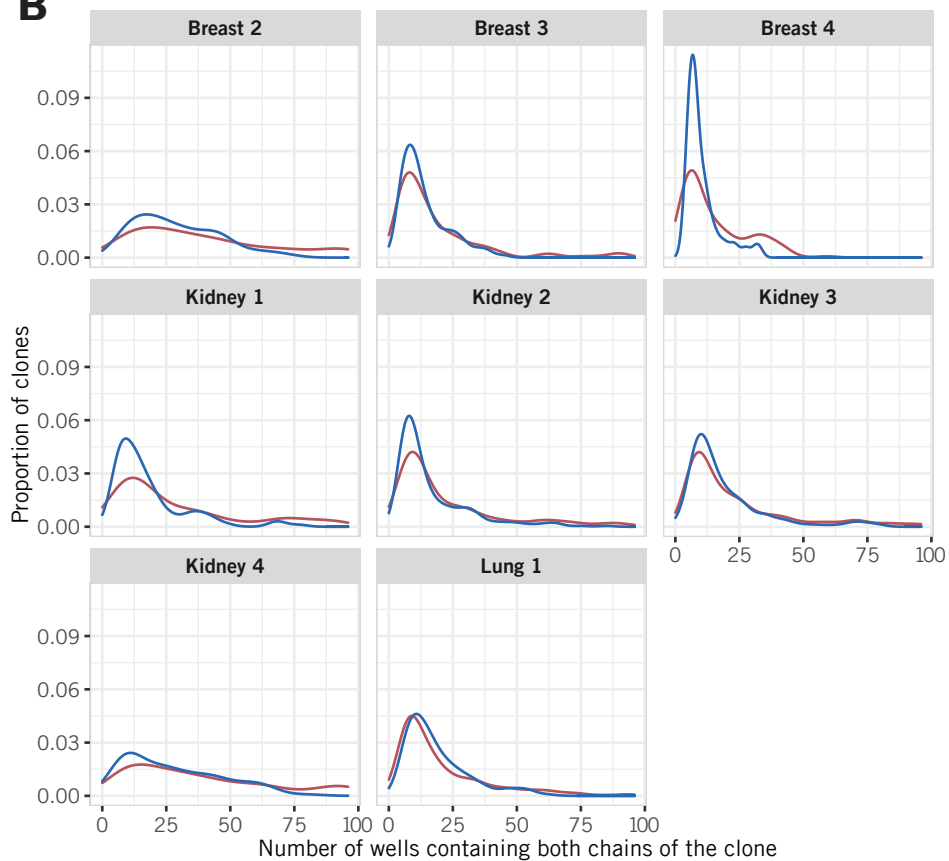 B
Breast 2 Breast 3 Breast 4
0.09
0.06
0.03
0.00
Kidney 1 Kidney 2 Kidney 3
0.09
0.06
0.03
0.00
0 25 50 75 100
Kidney 4 Lung 1
0.09
0.06
0.03
0.00
0 25 50 75 100 0 25 50 75 100
Proportion of clones
Number of wells containing both chains of the clone